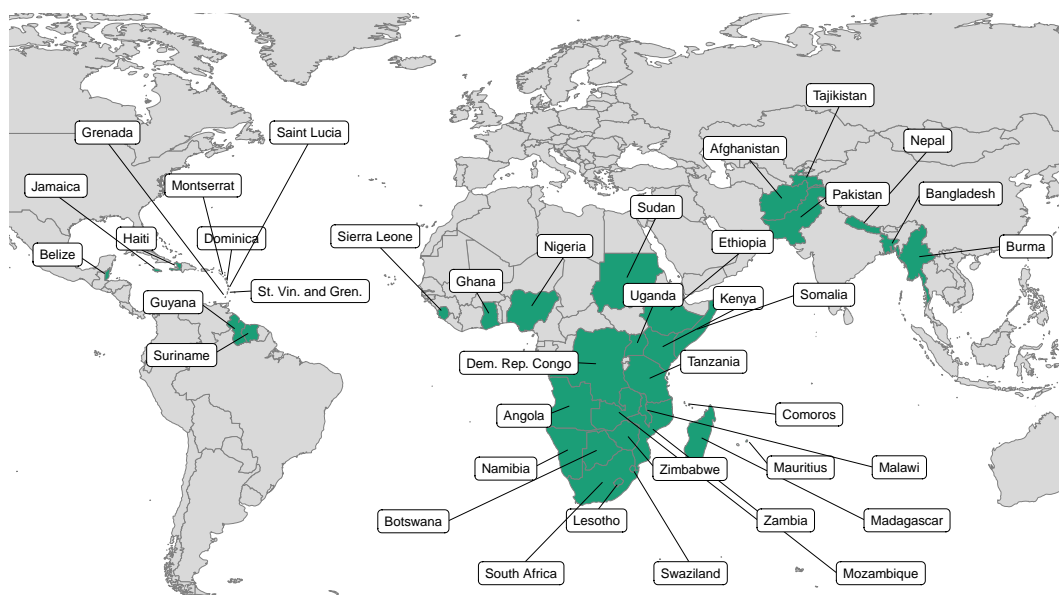 Tajikistan
Grenada
Saint Lucia
Nepal
Afghanistan
Jamaica
Montserrat
Pakistan
Bangladesh
Sudan
Haiti
Dominica
Sierra Leone
Nigeria
Ethiopia
Belize
Burma
Ghana
St. Vin. and Gren.
Uganda
Kenya
Somalia
Guyana
Suriname
Dem. Rep. Congo
Tanzania
Angola
Comoros
Namibia
Zimbabwe
Mauritius
Malawi
Botswana
Lesotho
Zambia
Madagascar
South Africa
Swaziland
Mozambique